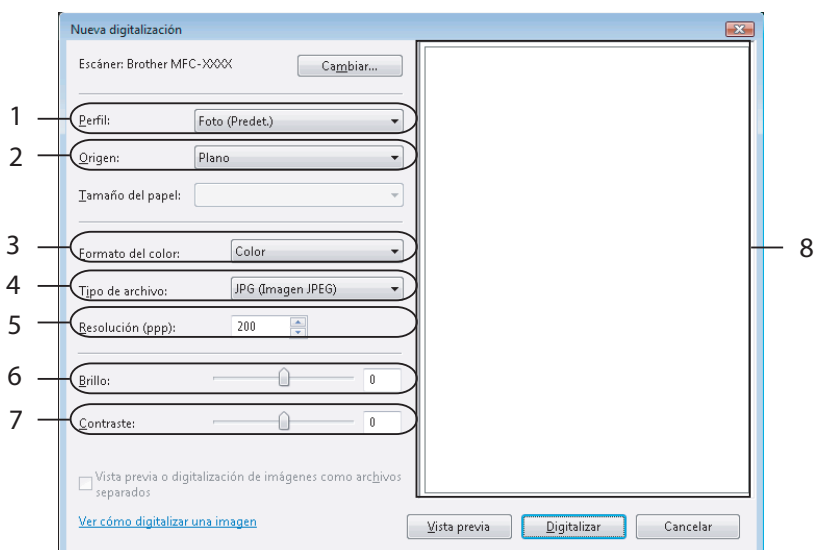 Nueva digitalización
Escáner: Brother MFC-XXXX
Cambiar...
1
Perfil:
Foto (Predet.)
2
Origen:
Plano
Tamaño del papel:
3
Formato del color:
Color
8
4
Tipo de archivo:
JPG (Imagen JPEG)
5
Resolución (ppp):
200
6
Brillo:
0
7
Contraste:
0
Vista previa o digitalización de imágenes como archivos
separados
Ver cómo digitalizar una imagen
Vista previa
Digitalizar
Cancelar